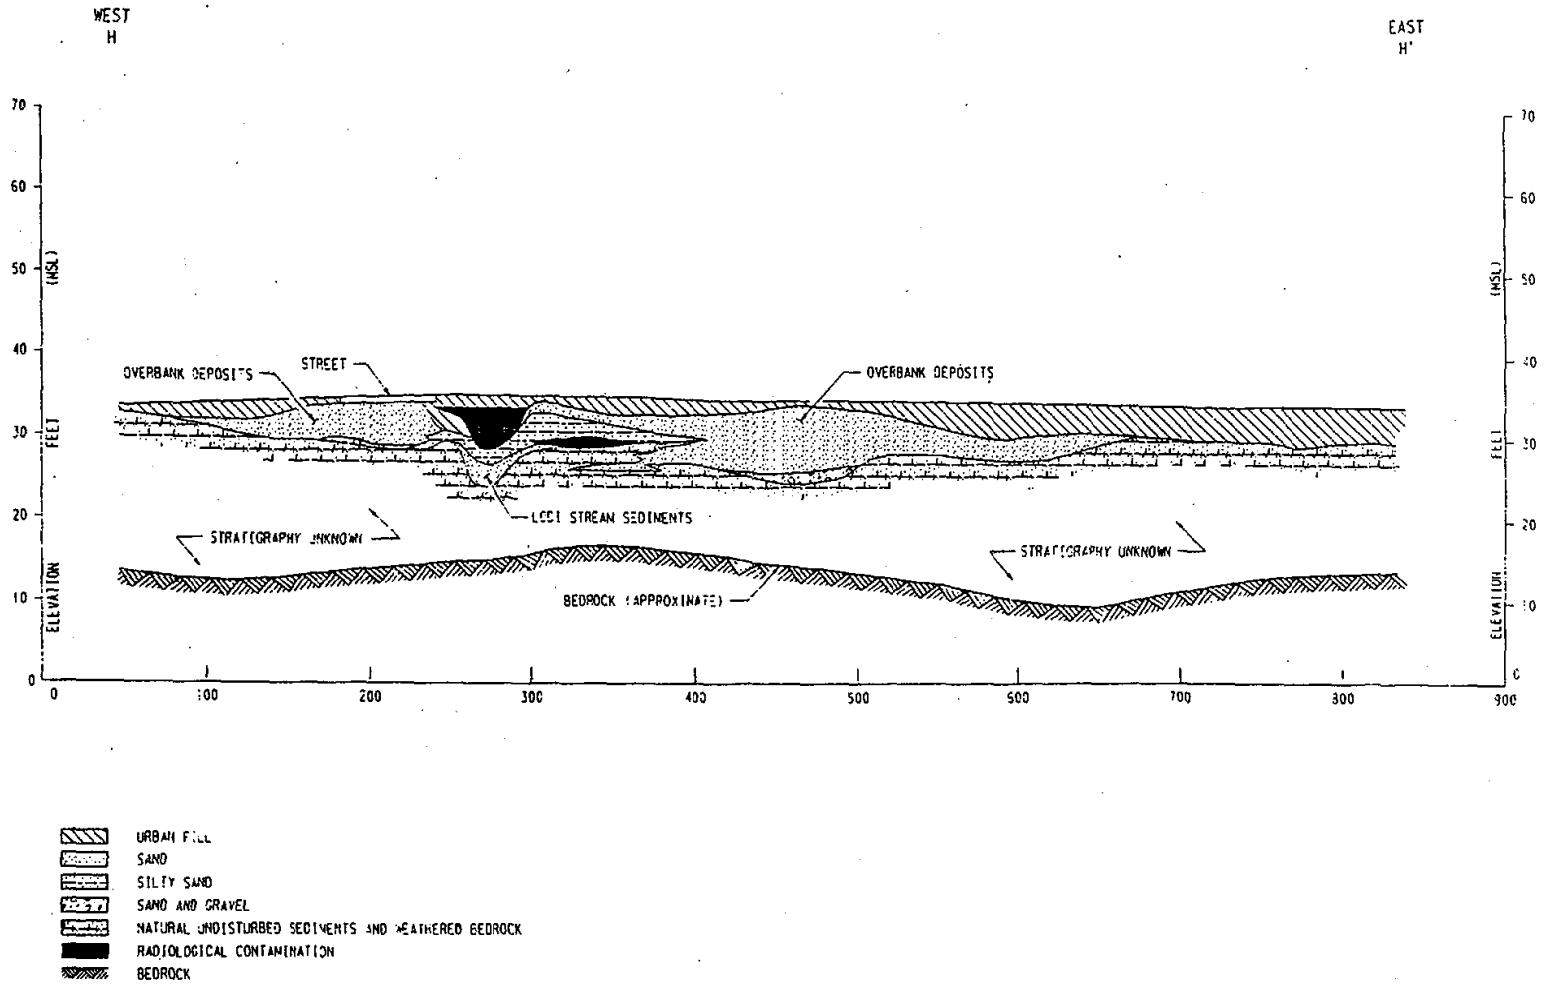 WEST
H
EAST
H'
70
60
50
40
30
20
10
0
(MSL)
FEET
ELEVATION
70
60
50
40
30
20
10
(MSL)
FEET
ELEVATION
OVERBANK DEPOSITS
STREET
OVERBANK DEPOSITS
STREAM SEDIMENTS
STRATIGRAPHY UNKNOWN
STRATIGRAPHY UNKNOWN
BEDROCK (APPROXIMATE)
0
100
200
300
400
500
600
700
800
900
URBAN FILL
SAND
SILTY SAND
SAND AND GRAVEL
NATURAL UNDISTURBED SEDIMENTS AND WEATHERED BEDROCK
RADIOLOGICAL CONTAMINATION
BEDROCK